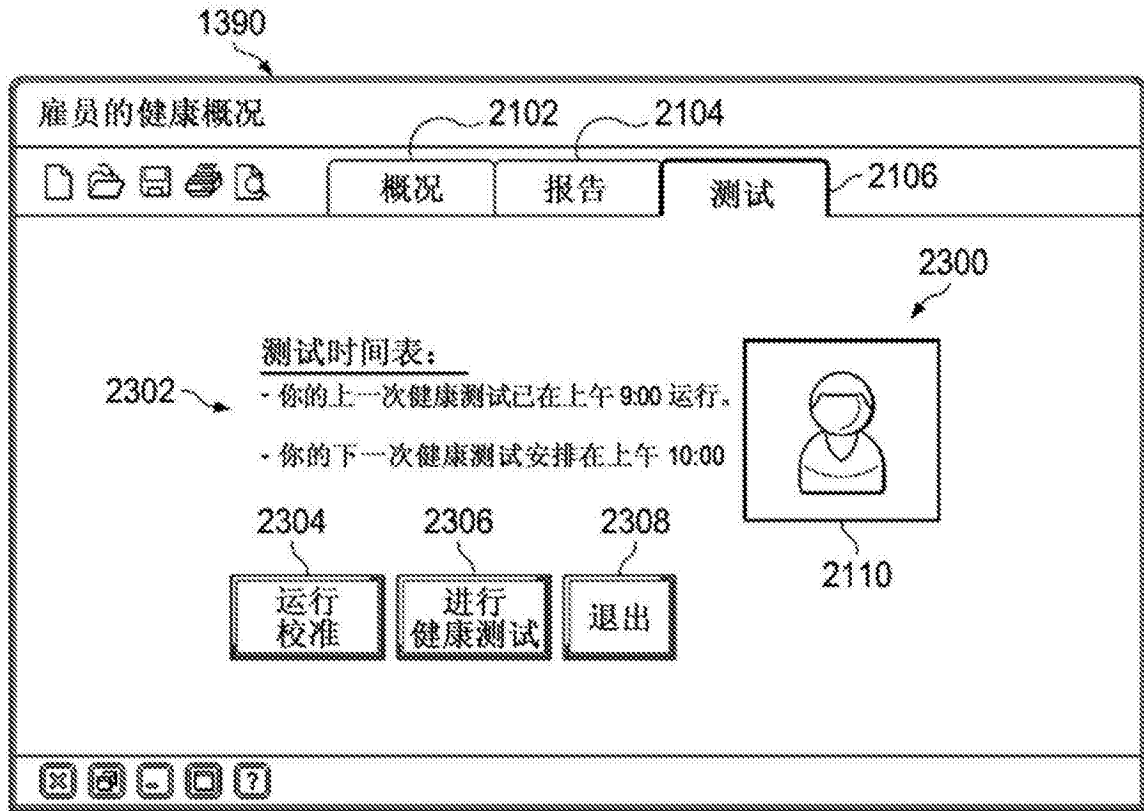 1390
雇员的健康概况
2102
2104
概况
报告
测试
2106
2300
测试时间表：
2302
- 你的上一次健康测试已在上午 9:00 运行。
- 你的下一次健康测试安排在上午 10:00
2304
2306
2308
2110
运行
校准
进行
健康测试
退出
?